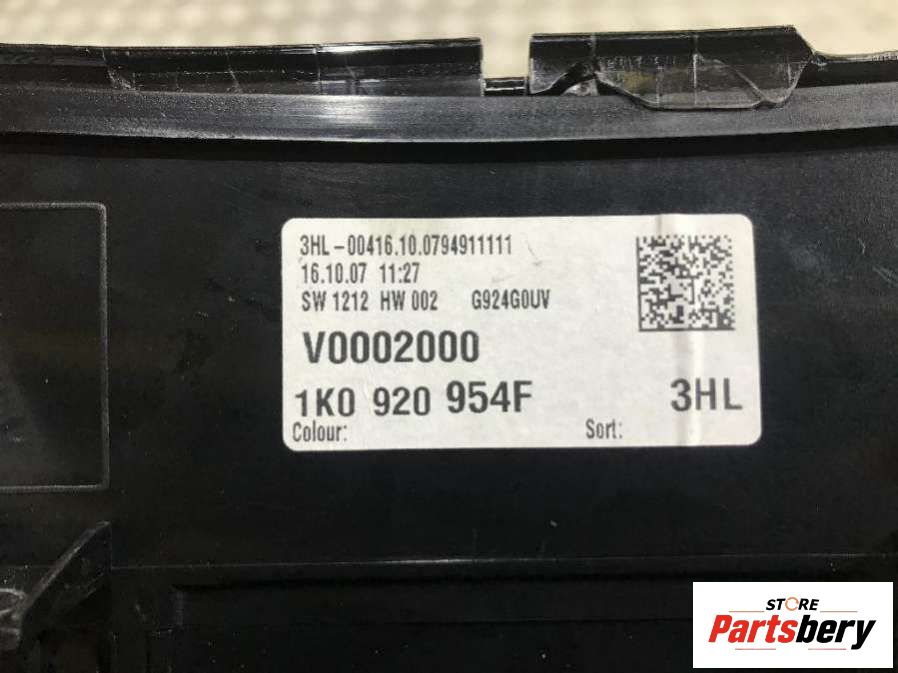 3HL-00416.10.0794911111
16.10.07 11:27
SW 1212 HW 002 G924G0UV
V0002000
1K0 920 954F 3HL
Colour: Sort:
STORE
Partsbery